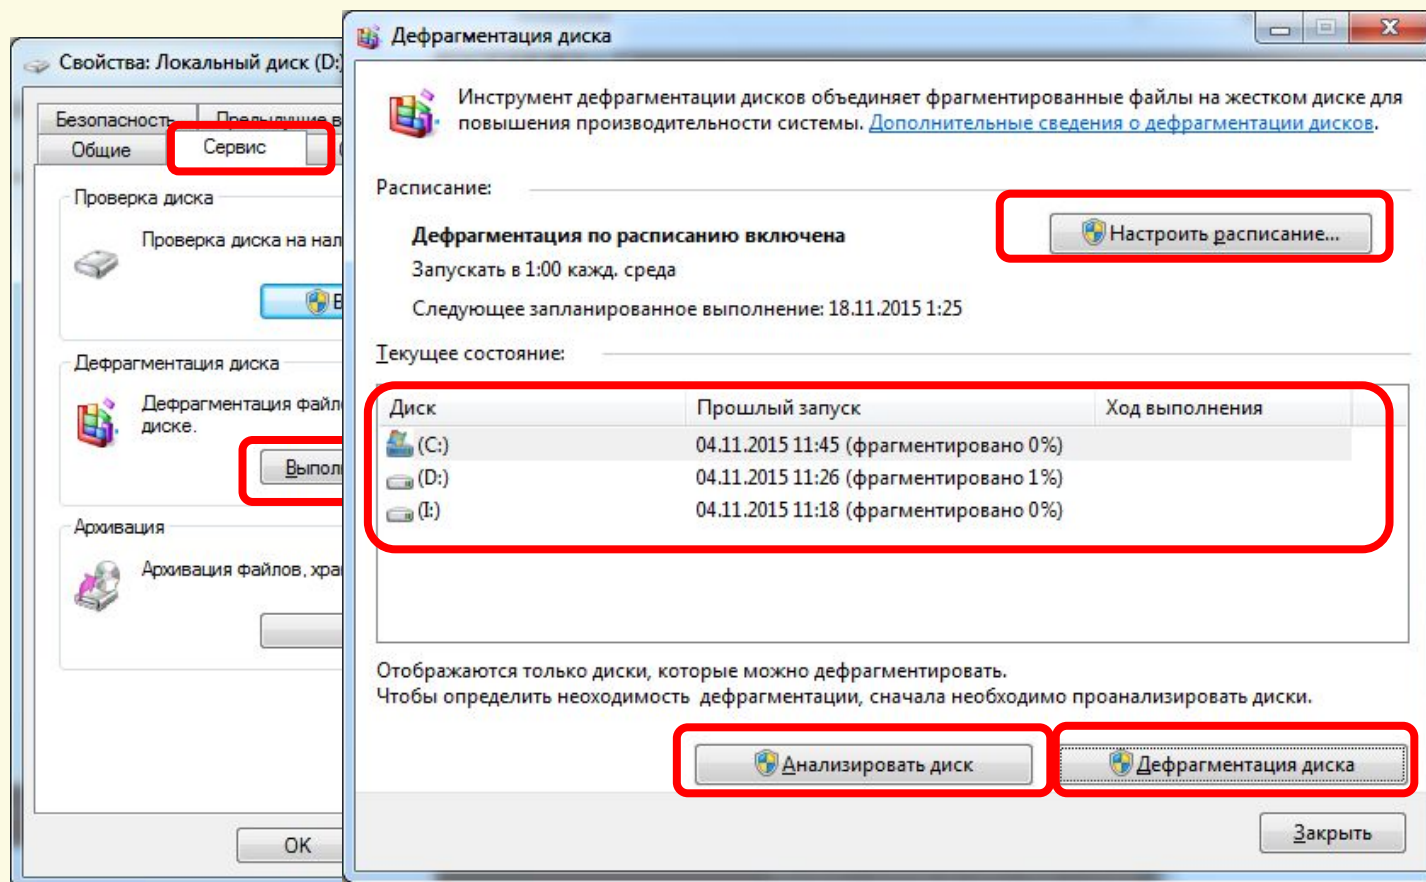 Свойства: Локальный диск (D:)
Безопасность
Предыдущие в
Общие
Сервис
Проверка диска
Проверка диска на нал
В
Дефрагментация диска
Дефрагментация файл
диске.
Выпол
Архивация
Архивация файлов, хра
OK
Дефрагментация диска
Инструмент дефрагментации дисков объединяет фрагментированные файлы на жестком диске для
повышения производительности системы. Дополнительные сведения о дефрагментации дисков.
Расписание:
Дефрагментация по расписанию включена
Настроить расписание...
Запускать в 1:00 кажд. среда
Следующее запланированное выполнение: 18.11.2015 1:25
Текущее состояние:
Диск Прошлый запуск Ход выполнения
(C:) 04.11.2015 11:45 (фрагментировано 0%)
(D:) 04.11.2015 11:26 (фрагментировано 1%)
(I:) 04.11.2015 11:18 (фрагментировано 0%)
Отображаются только диски, которые можно дефрагментировать.
Чтобы определить неоходимость дефрагментации, сначала необходимо проанализировать диски.
Анализировать диск
Дефрагментация диска
Закрыть